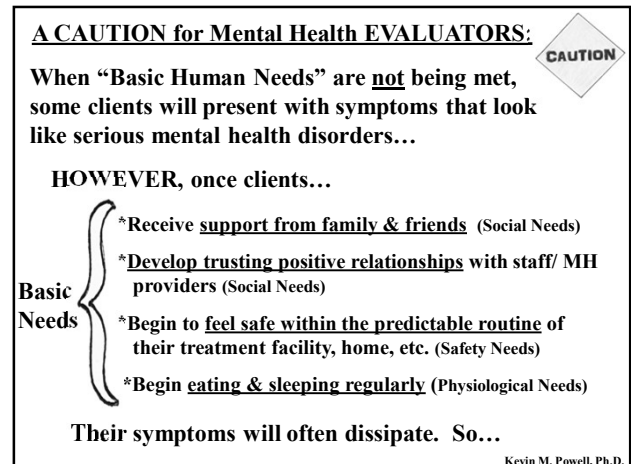 A CAUTION for Mental Health EVALUATORS:
CAUTION
When “Basic Human Needs” are not being met,
some clients will present with symptoms that look
like serious mental health disorders…
HOWEVER, once clients…
Basic
Needs
*Receive support from family & friends (Social Needs)
*Develop trusting positive relationships with staff/ MH
providers (Social Needs)
*Begin to feel safe within the predictable routine of
their treatment facility, home, etc. (Safety Needs)
*Begin eating & sleeping regularly (Physiological Needs)
Their symptoms will often dissipate. So…
Kevin M. Powell, Ph.D.